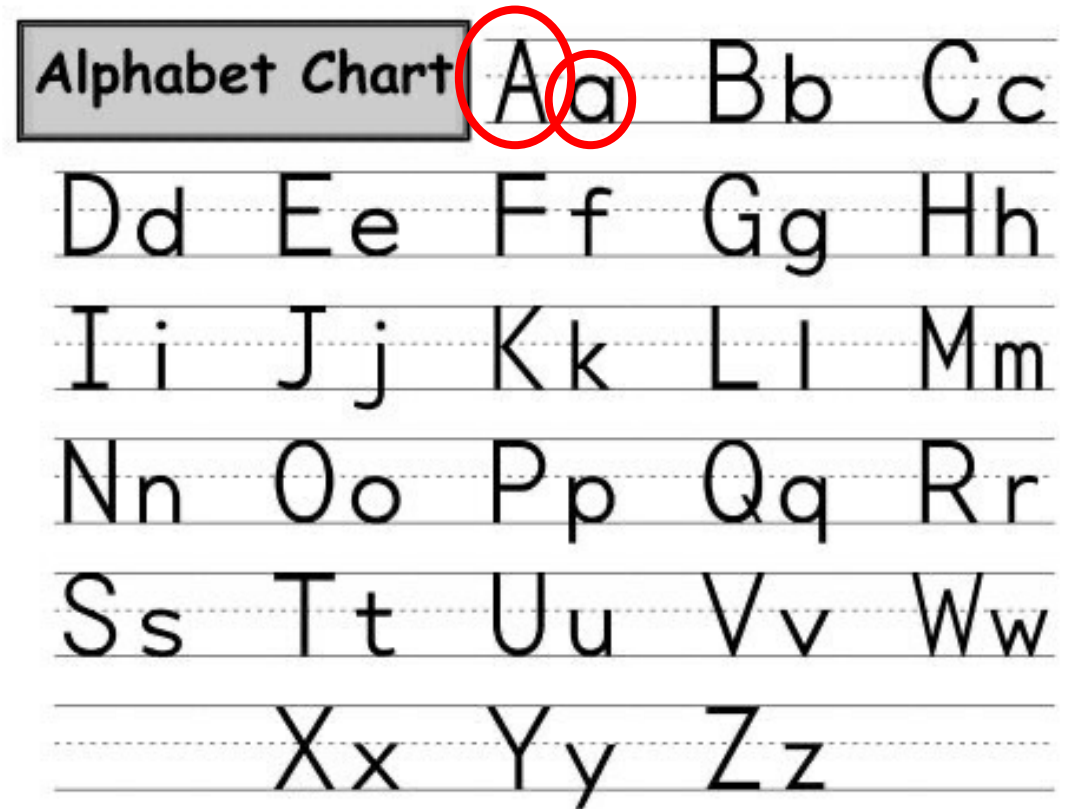 Alphabet Chart Aa Bb Cc
Dd Ee Ff Gg Hh
Ii Jj Kk Ll Mm
Nn Oo Pp Qq Rr
Ss Tt Uu Vv Ww
Xx Yy Zz